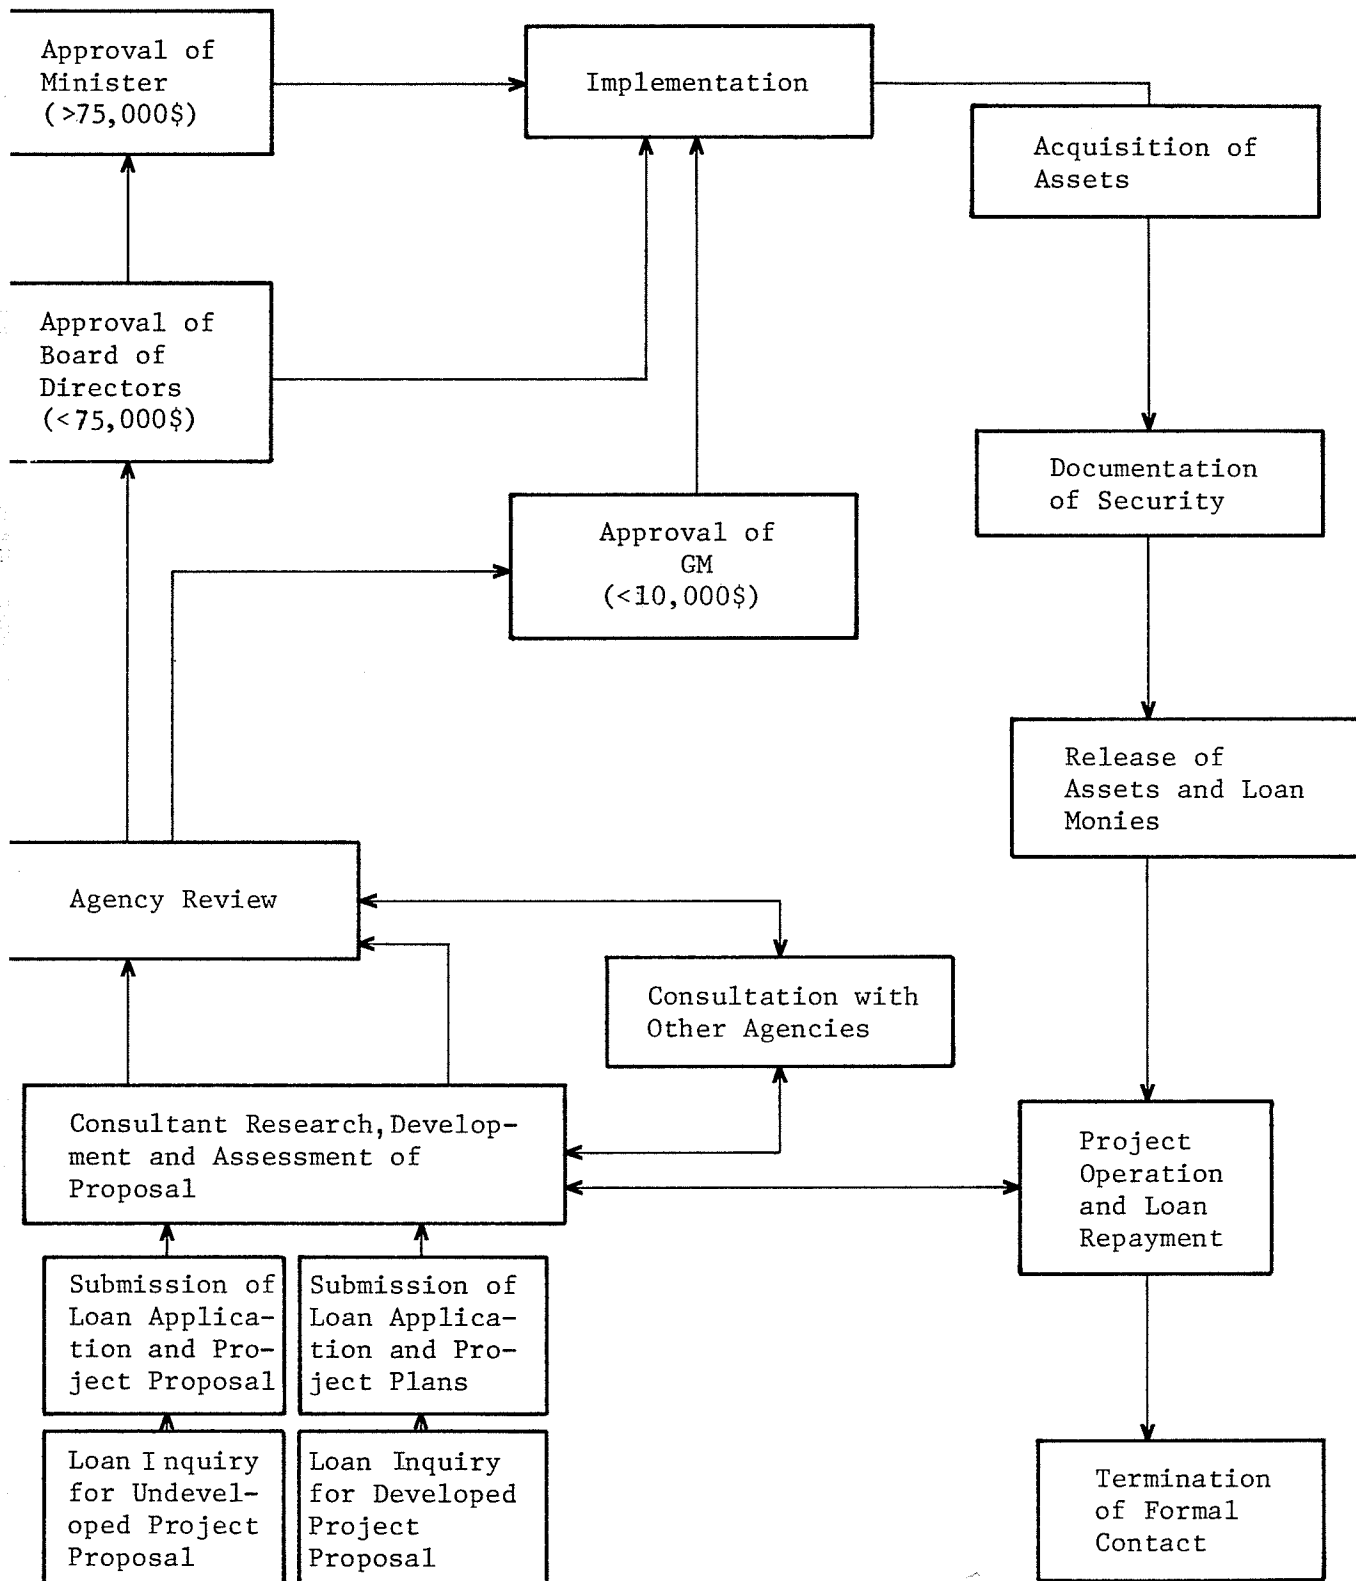 Approval of
Minister
(>75,000$)
Implementation
Acquisition of
Assets
Approval of
Board of
Directors
(<75,000$)
Documentation
of Security
Approval of
GM
(<10,000$)
Release of
Assets and Loan
Monies
Agency Review
Consultation with
Other Agencies
Consultant Research, Develop-
ment and Assessment of
Proposal
Project
Operation
and Loan
Repayment
Submission of
Loan Applica-
tion and Pro-
ject Proposal
Submission of
Loan Applica-
tion and Pro-
ject Plans
Loan Inquiry
for Undevel-
oped Project
Proposal
Loan Inquiry
for Developed
Project
Proposal
Termination
of Formal
Contact